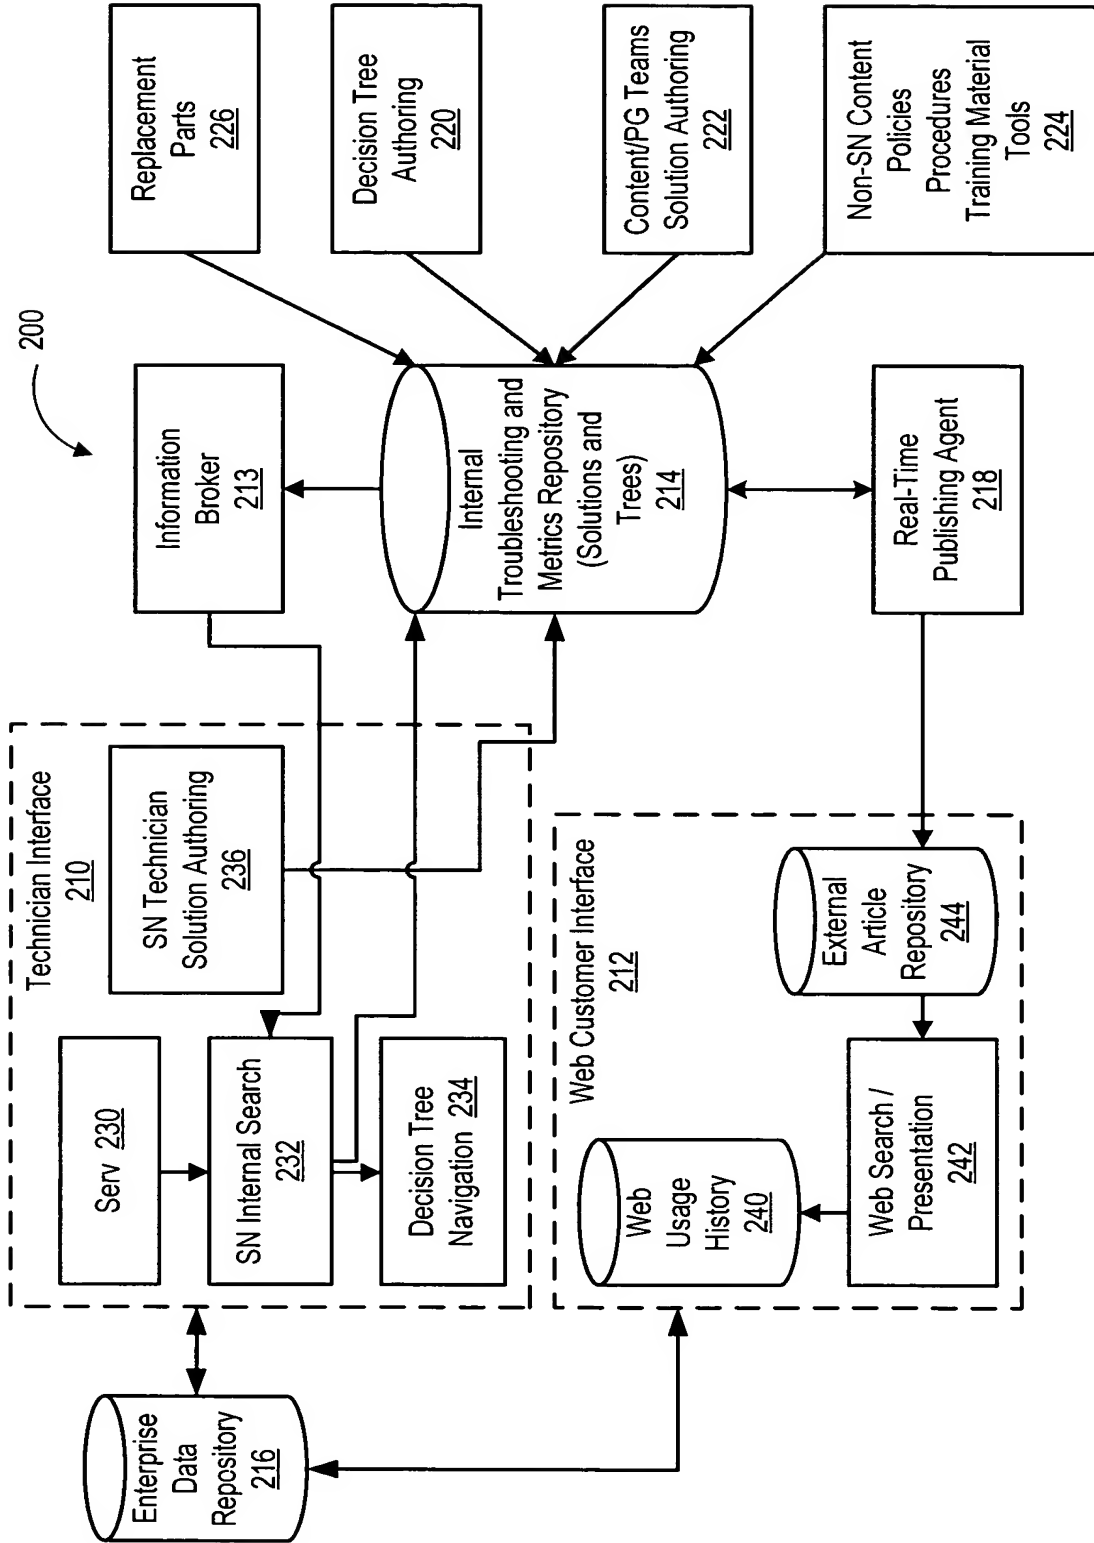 200
Enterprise
Data
Repository
216
Technician Interface
210
Serv 230
SN Internal Search
232
Decision Tree
Navigation 234
SN Technician
Solution Authoring
236
Information
Broker
213
Replacement
Parts
226
Decision Tree
Authoring
220
Content/PG Teams
Solution Authoring
222
Non-SN Content
Policies
Procedures
Training Material
Tools
224
Internal
Troubleshooting and
Metrics Repository
(Solutions and
Trees)
214
Real-Time
Publishing Agent
218
Web Customer Interface
212
Web
Usage
History
240
Web Search /
Presentation
242
External
Article
Repository
244